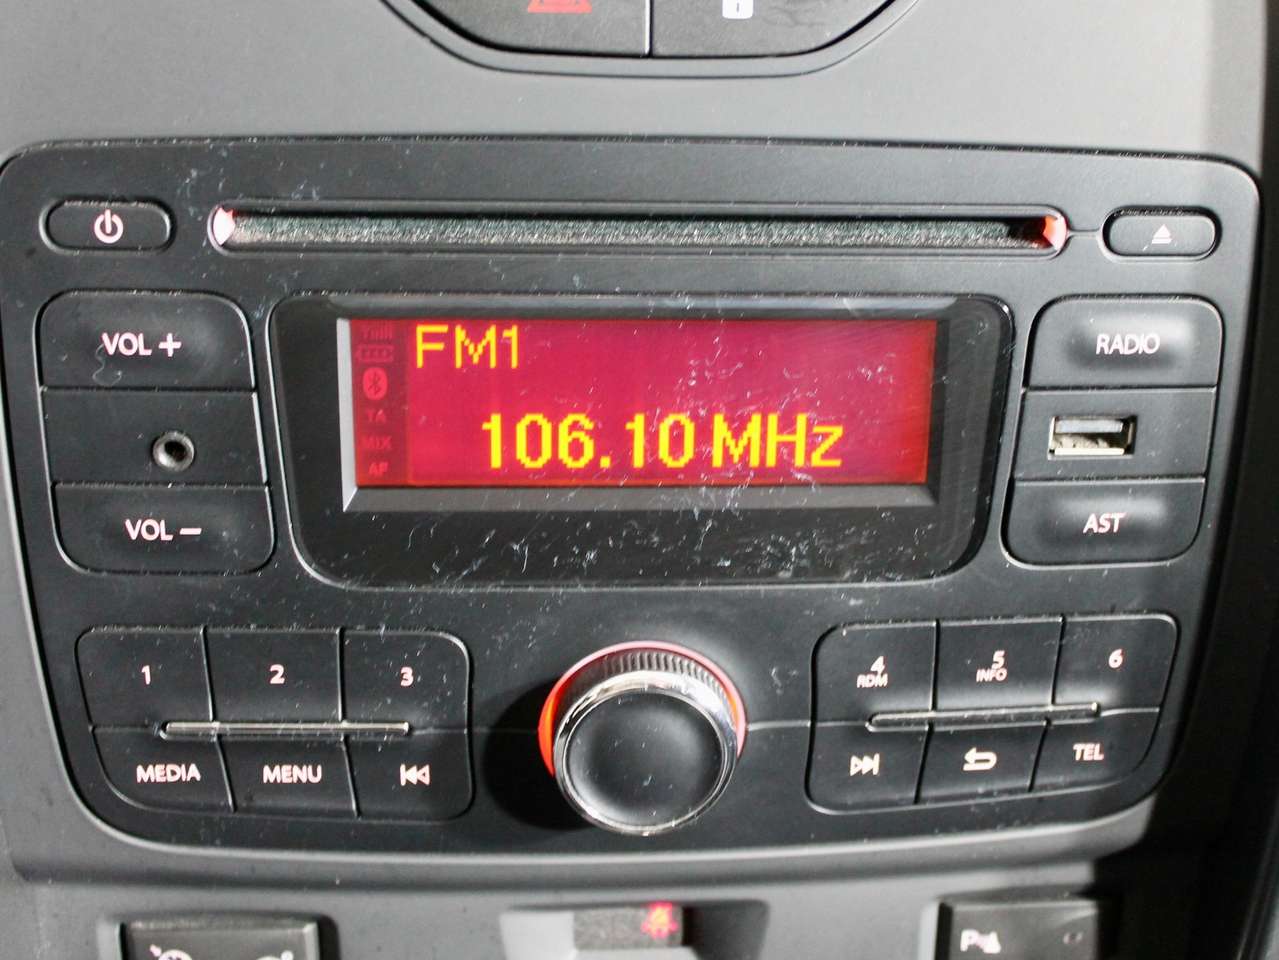 VOL +
FM1
RADIO
TA
MIX
AF
106.10 MHz
VOL –
AST
1
2
3
4
RDM
5
INFO
6
MEDIA
MENU
TEL
P